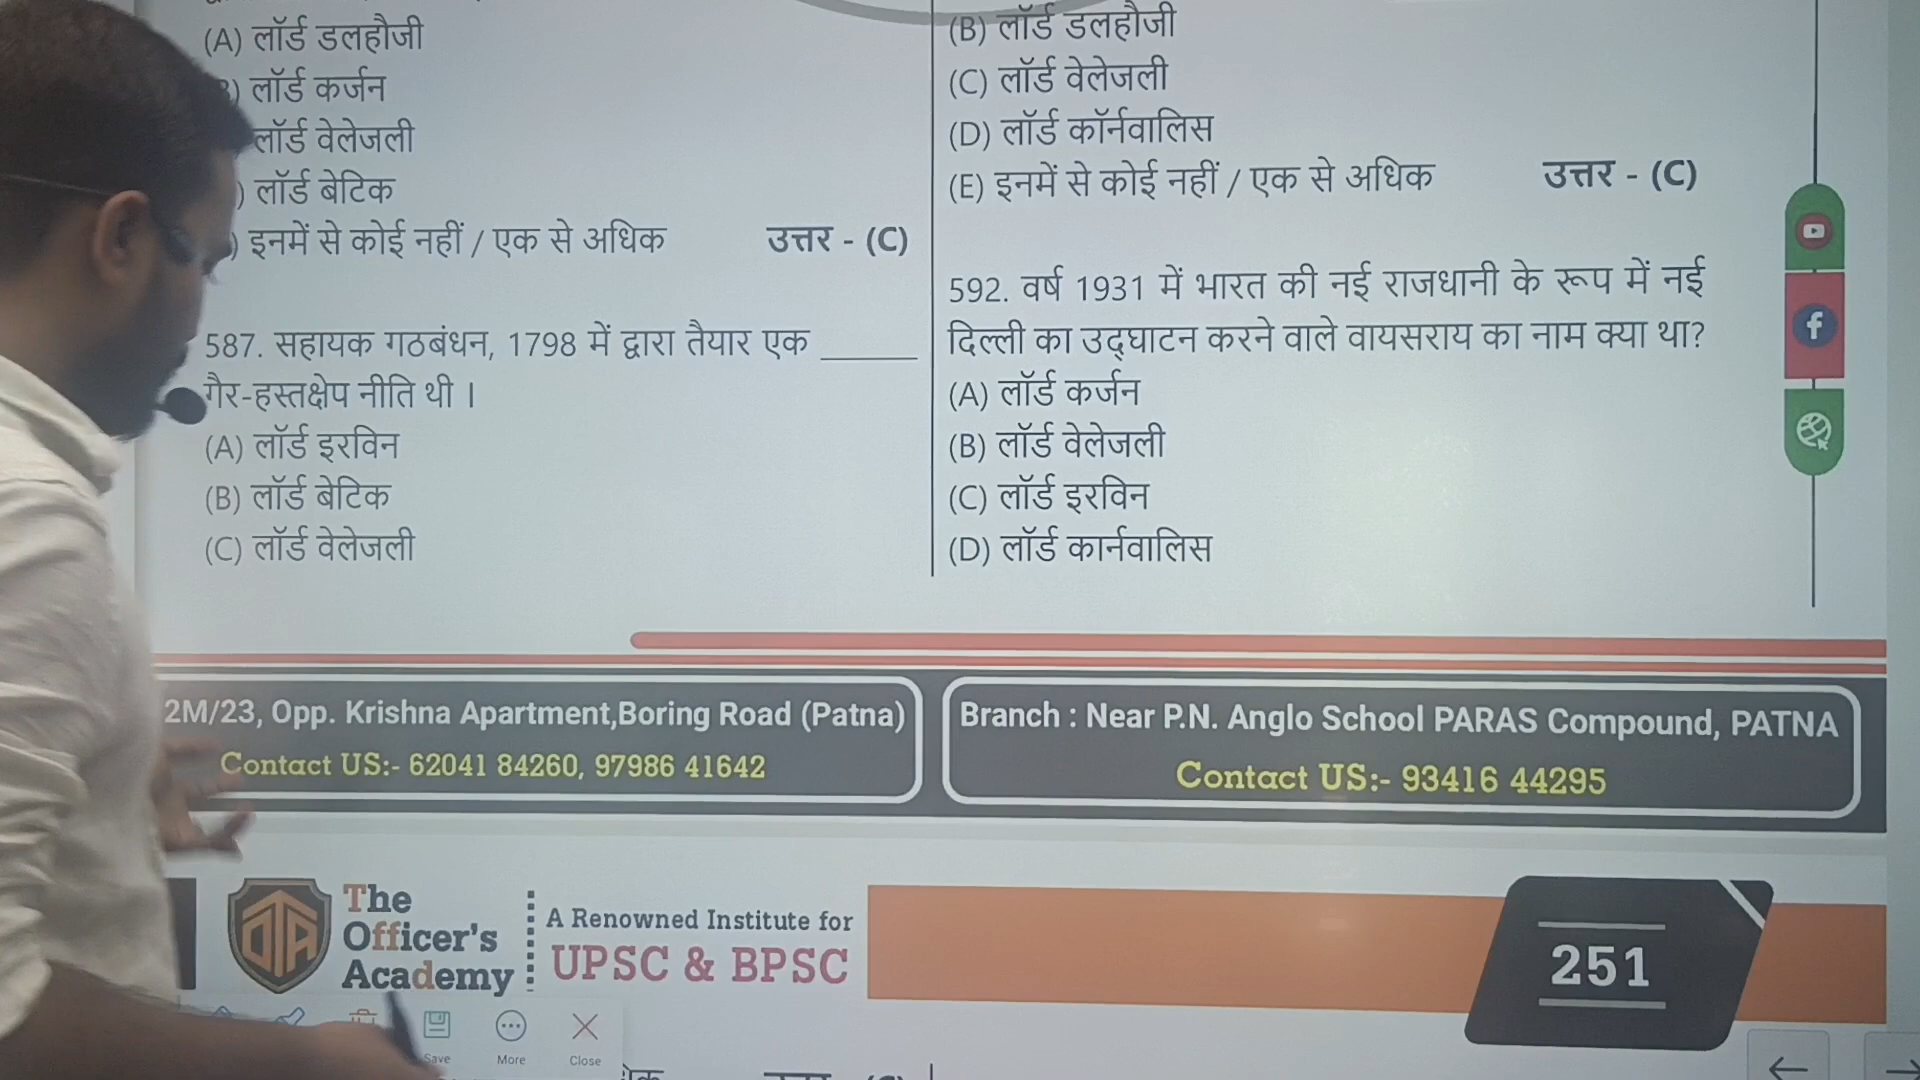 (A) लॉर्ड डलहौजी
लॉर्ड कर्जन
लॉर्ड वेलेजली
) लॉर्ड बेटिक
) इनमें से कोई नहीं / एक से अधिक उत्तर - (C)
587. सहायक गठबंधन, 1798 में द्वारा तैयार एक ______
गैर-हस्तक्षेप नीति थी ।
(A) लॉर्ड इरविन
(B) लॉर्ड बेटिक
(C) लॉर्ड वेलेजली
(B) लॉर्ड डलहौजी
(C) लॉर्ड वेलेजली
(D) लॉर्ड कॉर्नवालिस
(E) इनमें से कोई नहीं / एक से अधिक उत्तर - (C)
592. वर्ष 1931 में भारत की नई राजधानी के रूप में नई
दिल्ली का उद्घाटन करने वाले वायसराय का नाम क्या था?
(A) लॉर्ड कर्जन
(B) लॉर्ड वेलेजली
(C) लॉर्ड इरविन
(D) लॉर्ड कार्नवालिस
2M/23, Opp. Krishna Apartment,Boring Road (Patna)
Contact US:- 62041 84260, 97986 41642
Branch : Near P.N. Anglo School PARAS Compound, PATNA
Contact US:- 93416 44295
OTA
The
Officer's
Academy
A Renowned Institute for
UPSC & BPSC
251
Save More Close